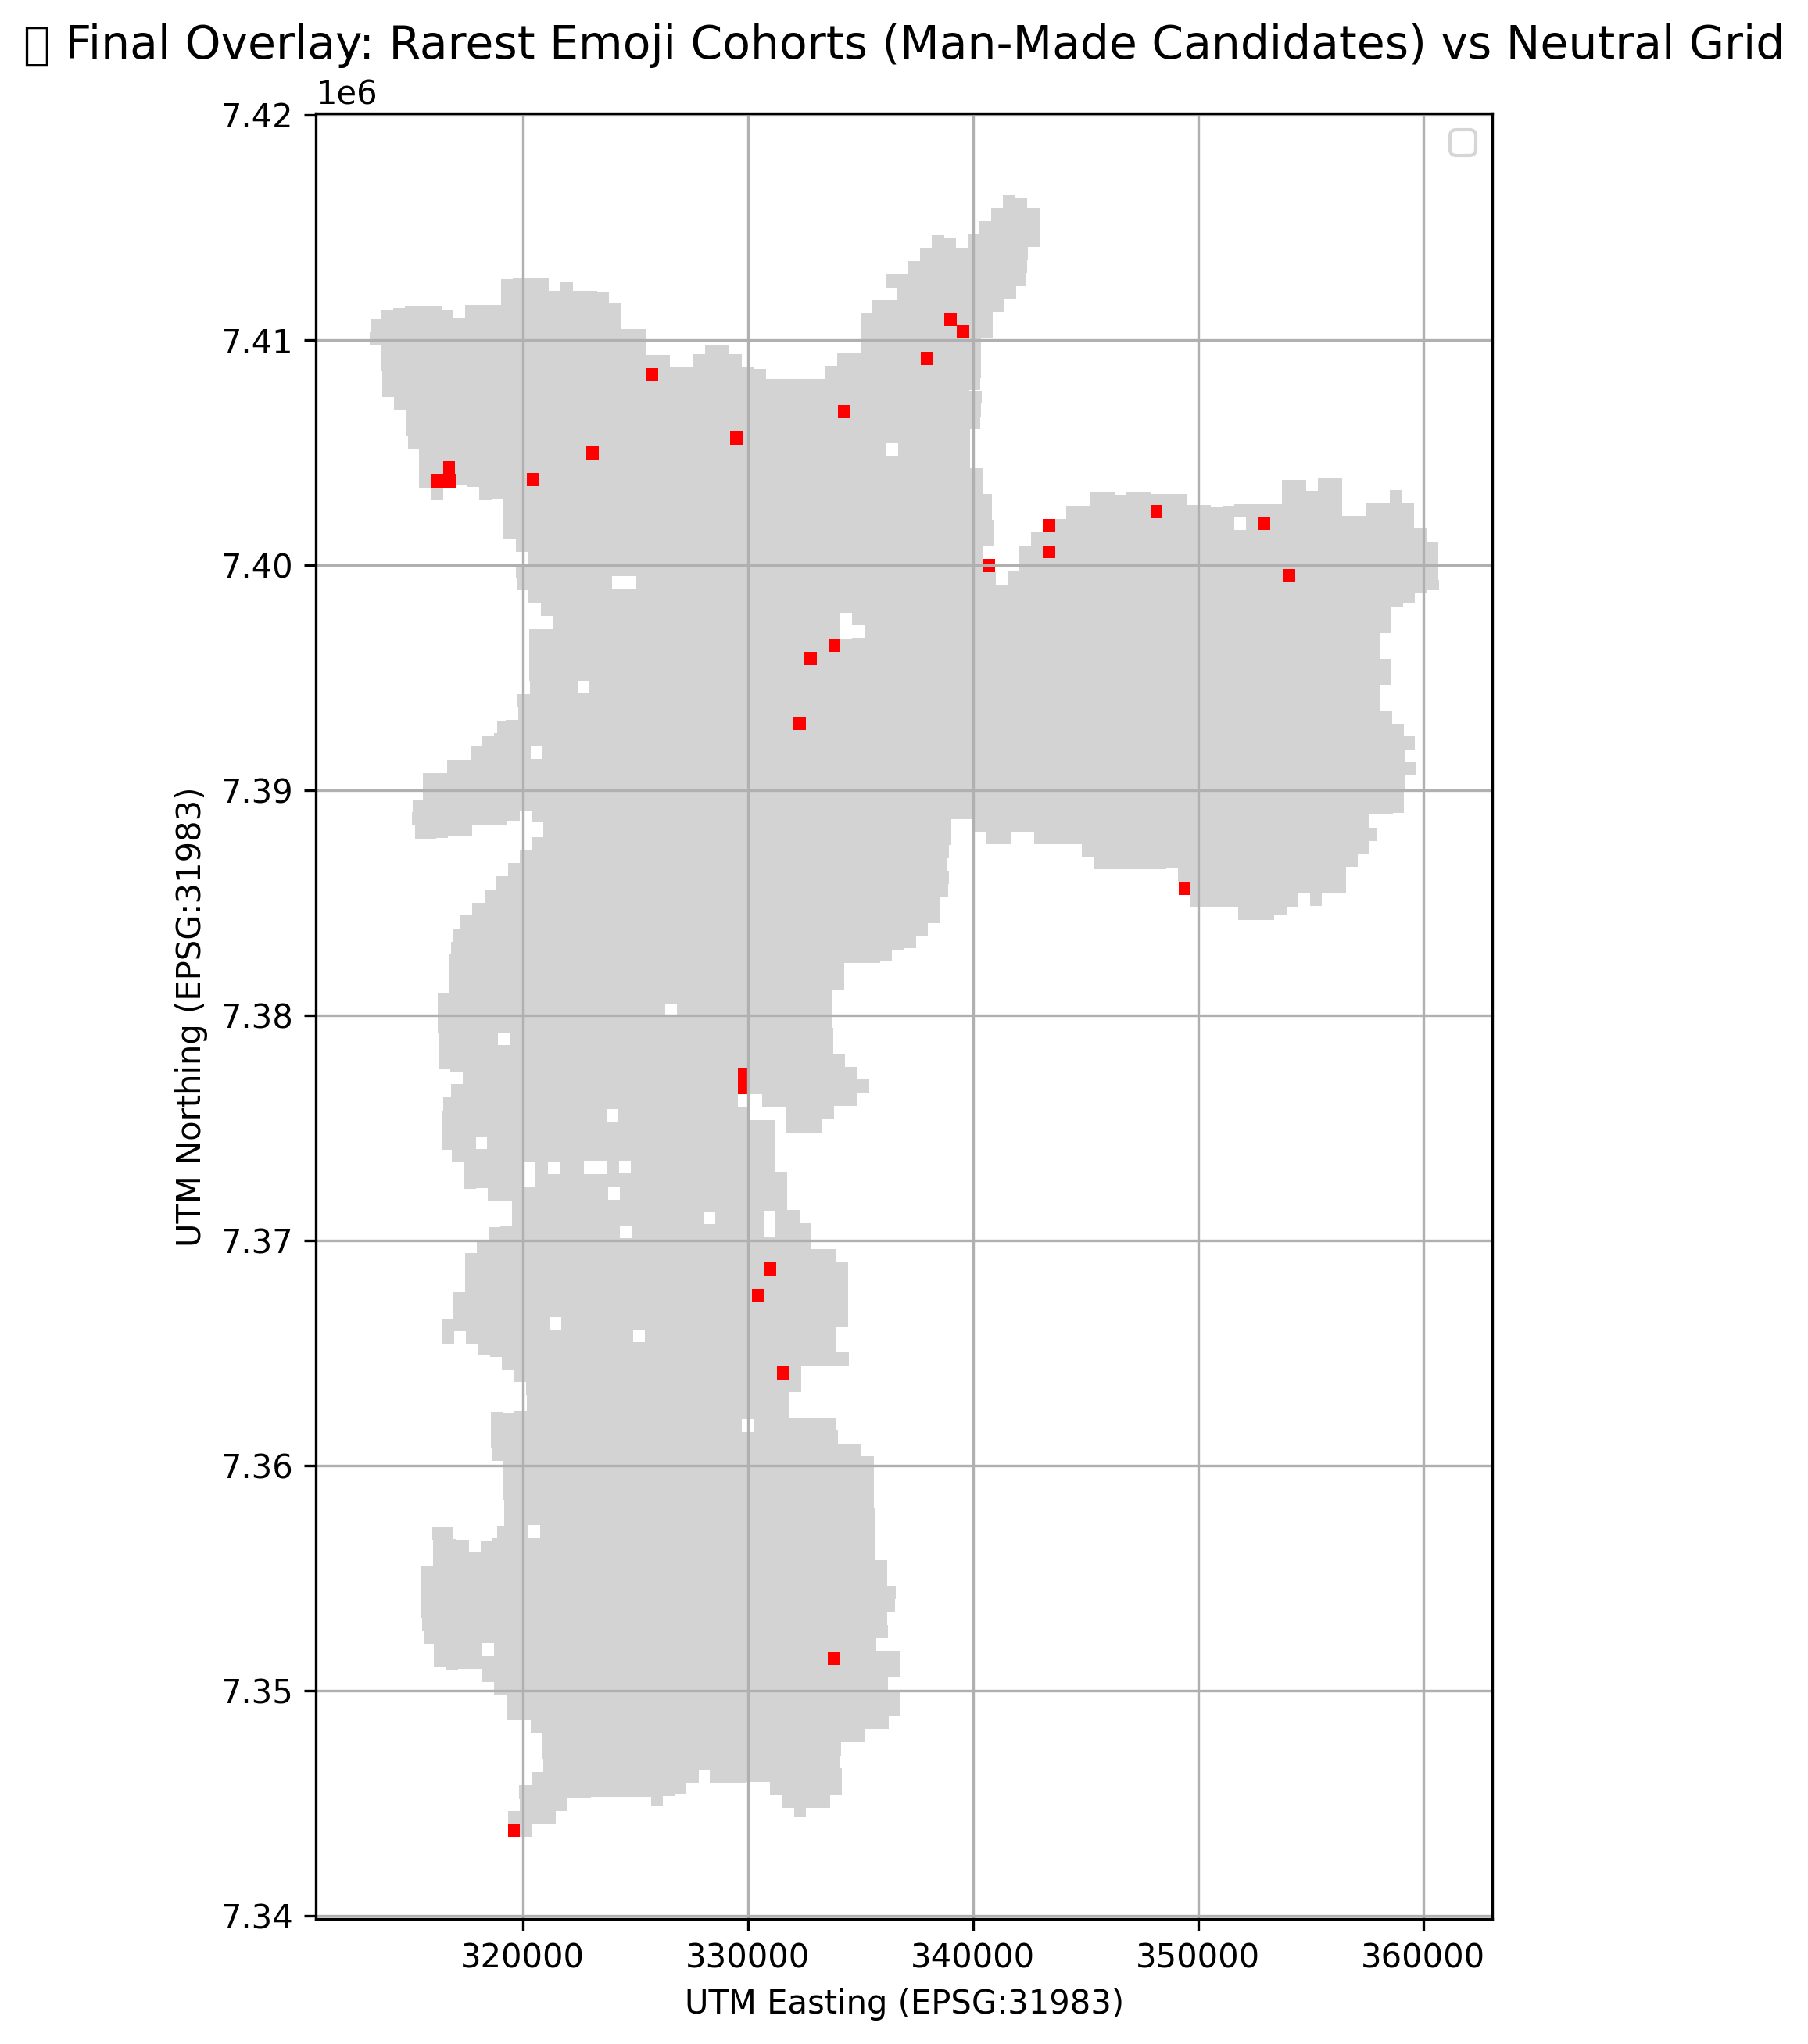 Final Overlay: Rarest Emoji Cohorts (Man-Made Candidates) vs Neutral Grid
1e6
7.42
7.41
7.40
7.39
7.38
7.37
7.36
7.35
7.34
UTM Northing (EPSG:31983)
320000 330000 340000 350000 360000
UTM Easting (EPSG:31983)